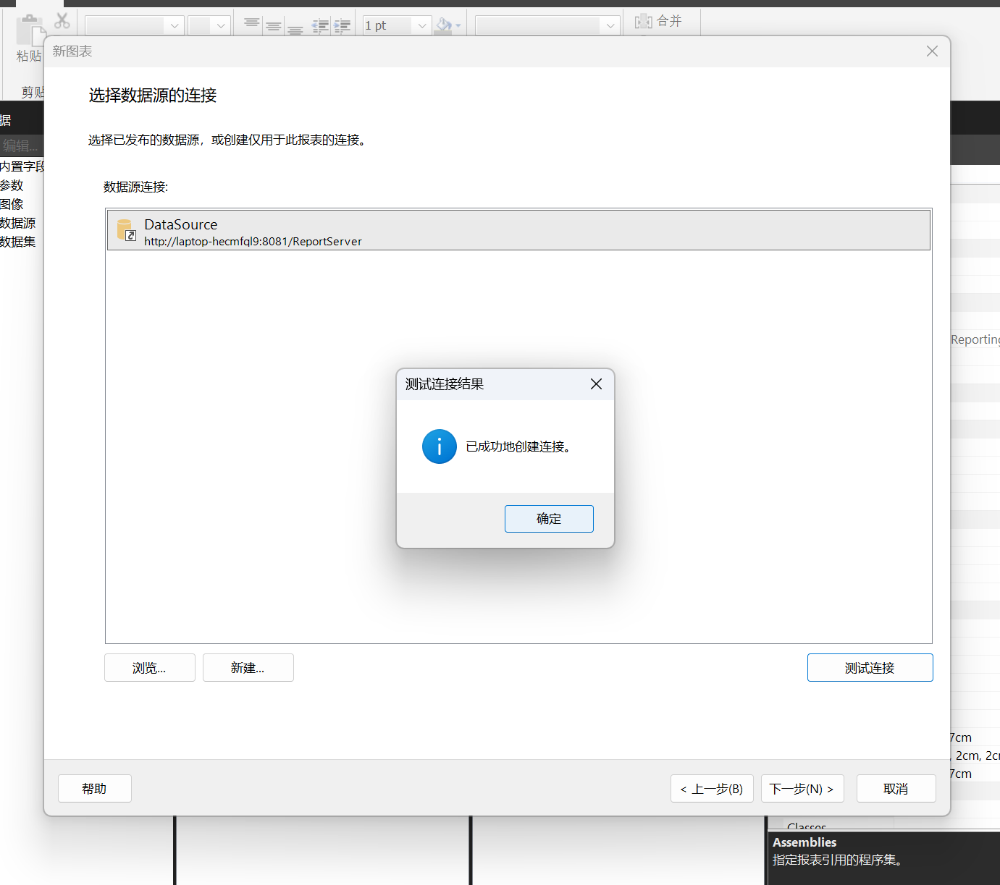 1 pt
合并
粘贴
剪贴
新图表
选择数据源的连接
据
编辑...
选择已发布的数据源，或创建仅用于此报表的连接。
内置字段
参数
图像
数据源
数据集
数据源连接:
DataSource
http://laptop-hecmfql9:8081/ReportServer
Reporting
测试连接结果
已成功地创建连接。
确定
浏览...
新建...
测试连接
7cm
, 2cm, 2cm
7cm
帮助
< 上一步(B)
下一步(N) >
取消
Classes
Assemblies
指定报表引用的程序集。